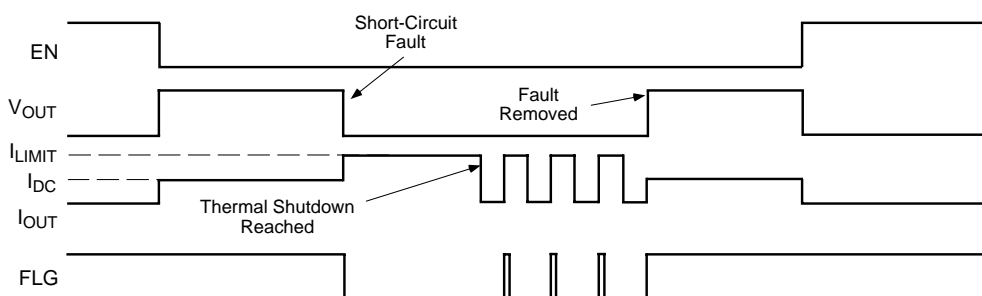 Short-Circuit
Fault
EN
VOUT
Fault
Removed
ILIMIT
IDC
Thermal Shutdown
Reached
IOUT
FLG